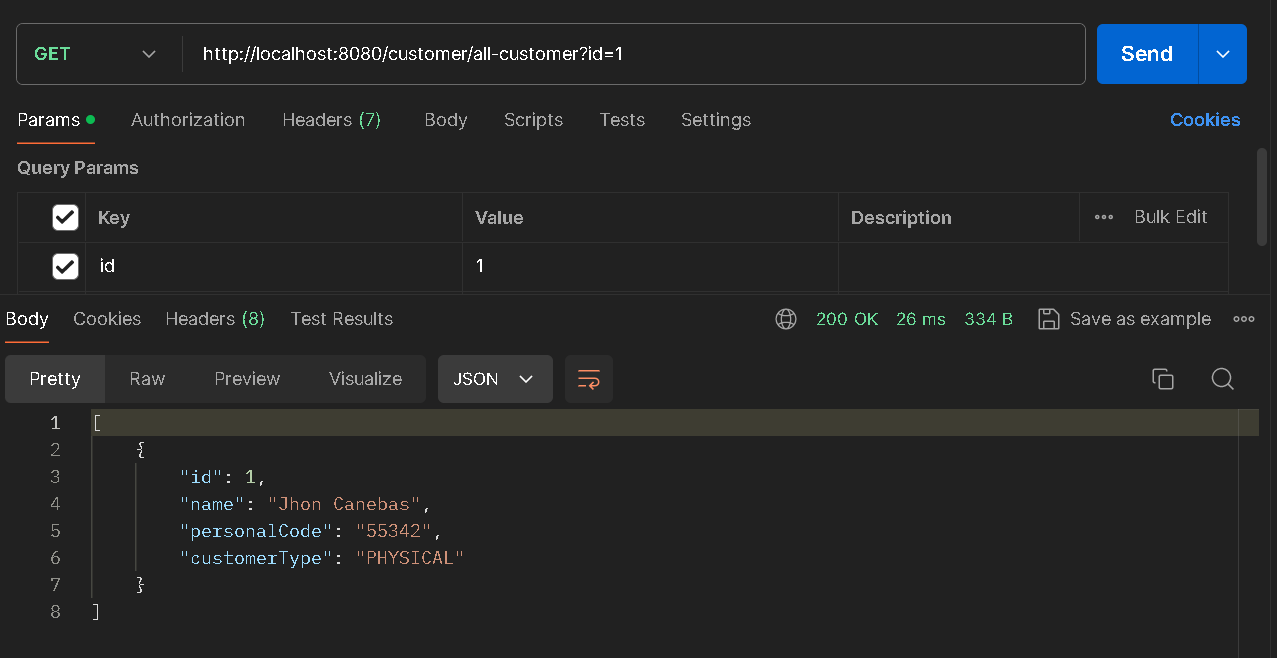 GET http://localhost:8080/customer/all-customer?id=1 Send
Params Authorization Headers (7) Body Scripts Tests Settings Cookies
Query Params
Key Value Description Bulk Edit
id 1
Body Cookies Headers (8) Test Results 200 OK 26 ms 334 B Save as example
Pretty Raw Preview Visualize JSON
1 [
2 {
3 "id": 1,
4 "name": "Jhon Canebas",
5 "personalCode": "55342",
6 "customerType": "PHYSICAL"
7 }
8 ]